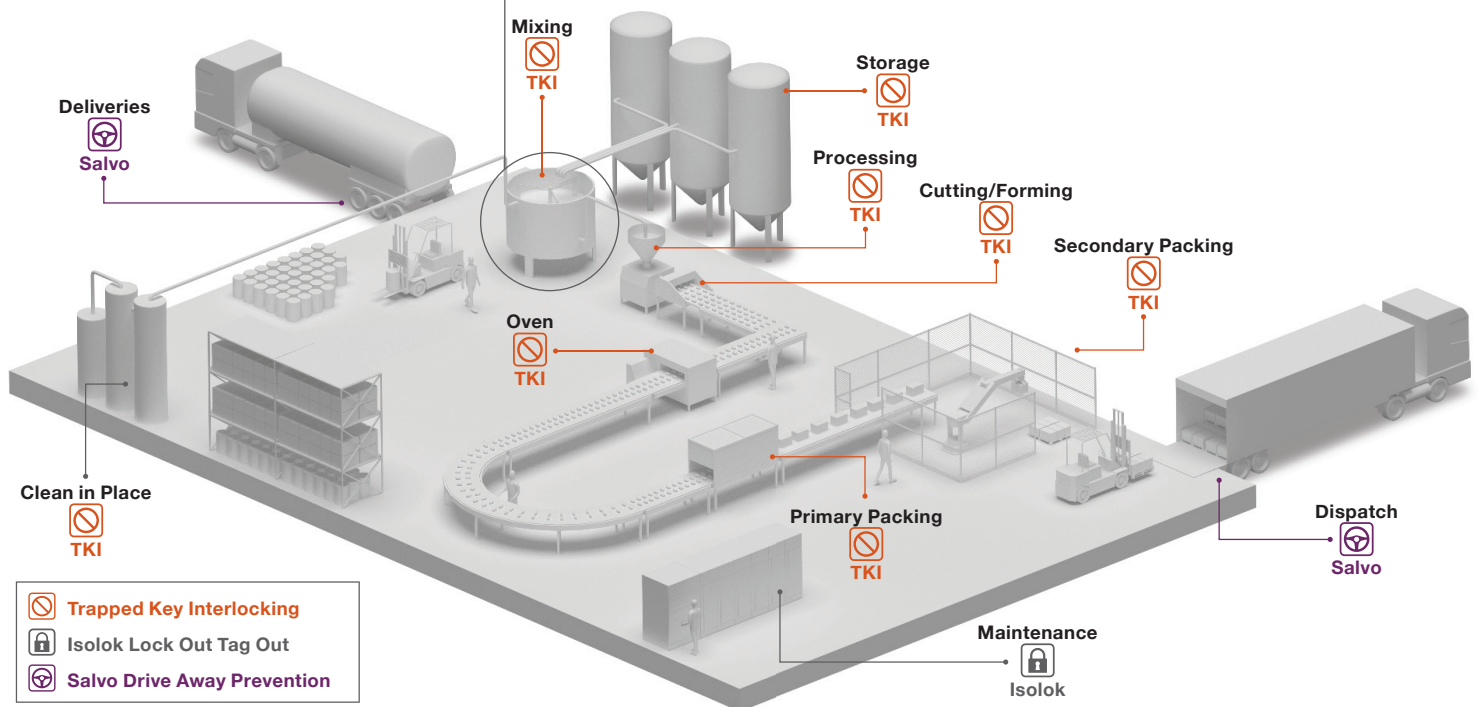 Mixing
TKI
Storage
TKI
Deliveries
Salvo
Processing
TKI
Cutting/Forming
TKI
Secondary Packing
TKI
Oven
TKI
Clean in Place
TKI
Primary Packing
TKI
Dispatch
Salvo
Maintenance
Isolok
Trapped Key Interlocking
Isolok Lock Out Tag Out
Salvo Drive Away Prevention